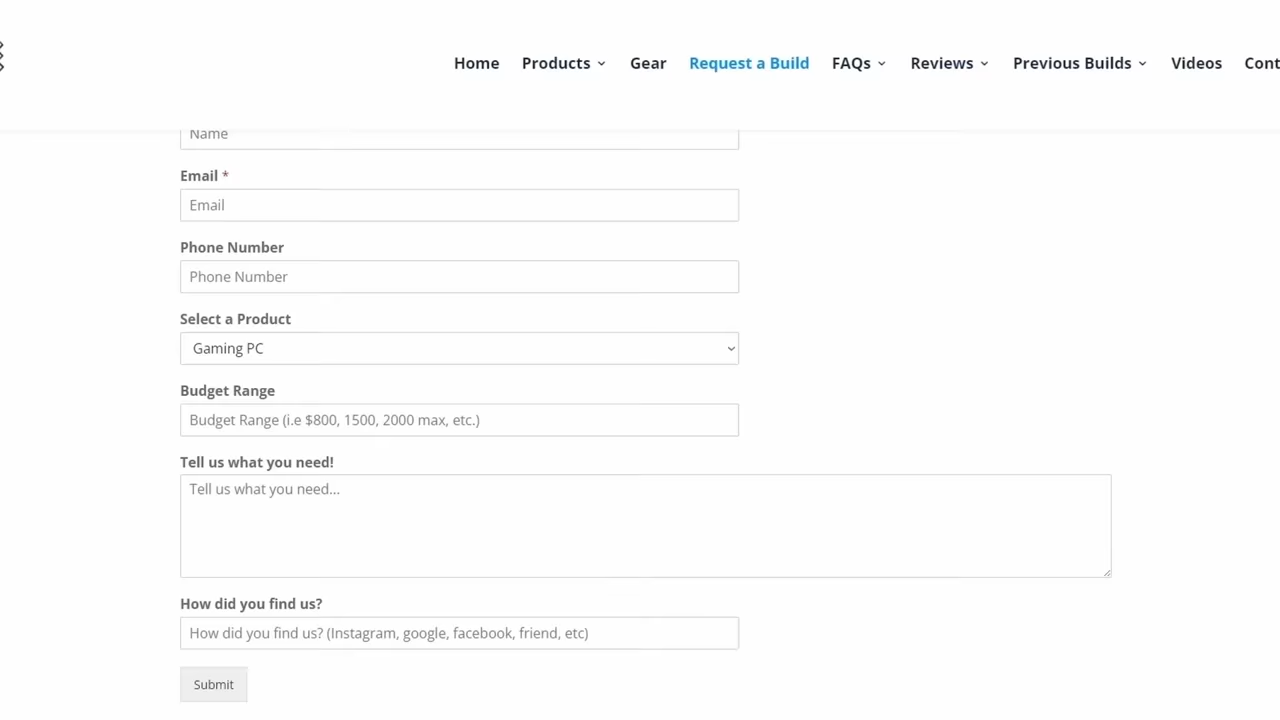 Home Products Gear Request a Build FAQs Reviews Previous Builds Videos Cont
Name
Email *
Email
Phone Number
Phone Number
Select a Product
Gaming PC
Budget Range
Budget Range (i.e $800, 1500, 2000 max, etc.)
Tell us what you need!
Tell us what you need...
How did you find us?
How did you find us? (Instagram, google, facebook, friend, etc)
Submit